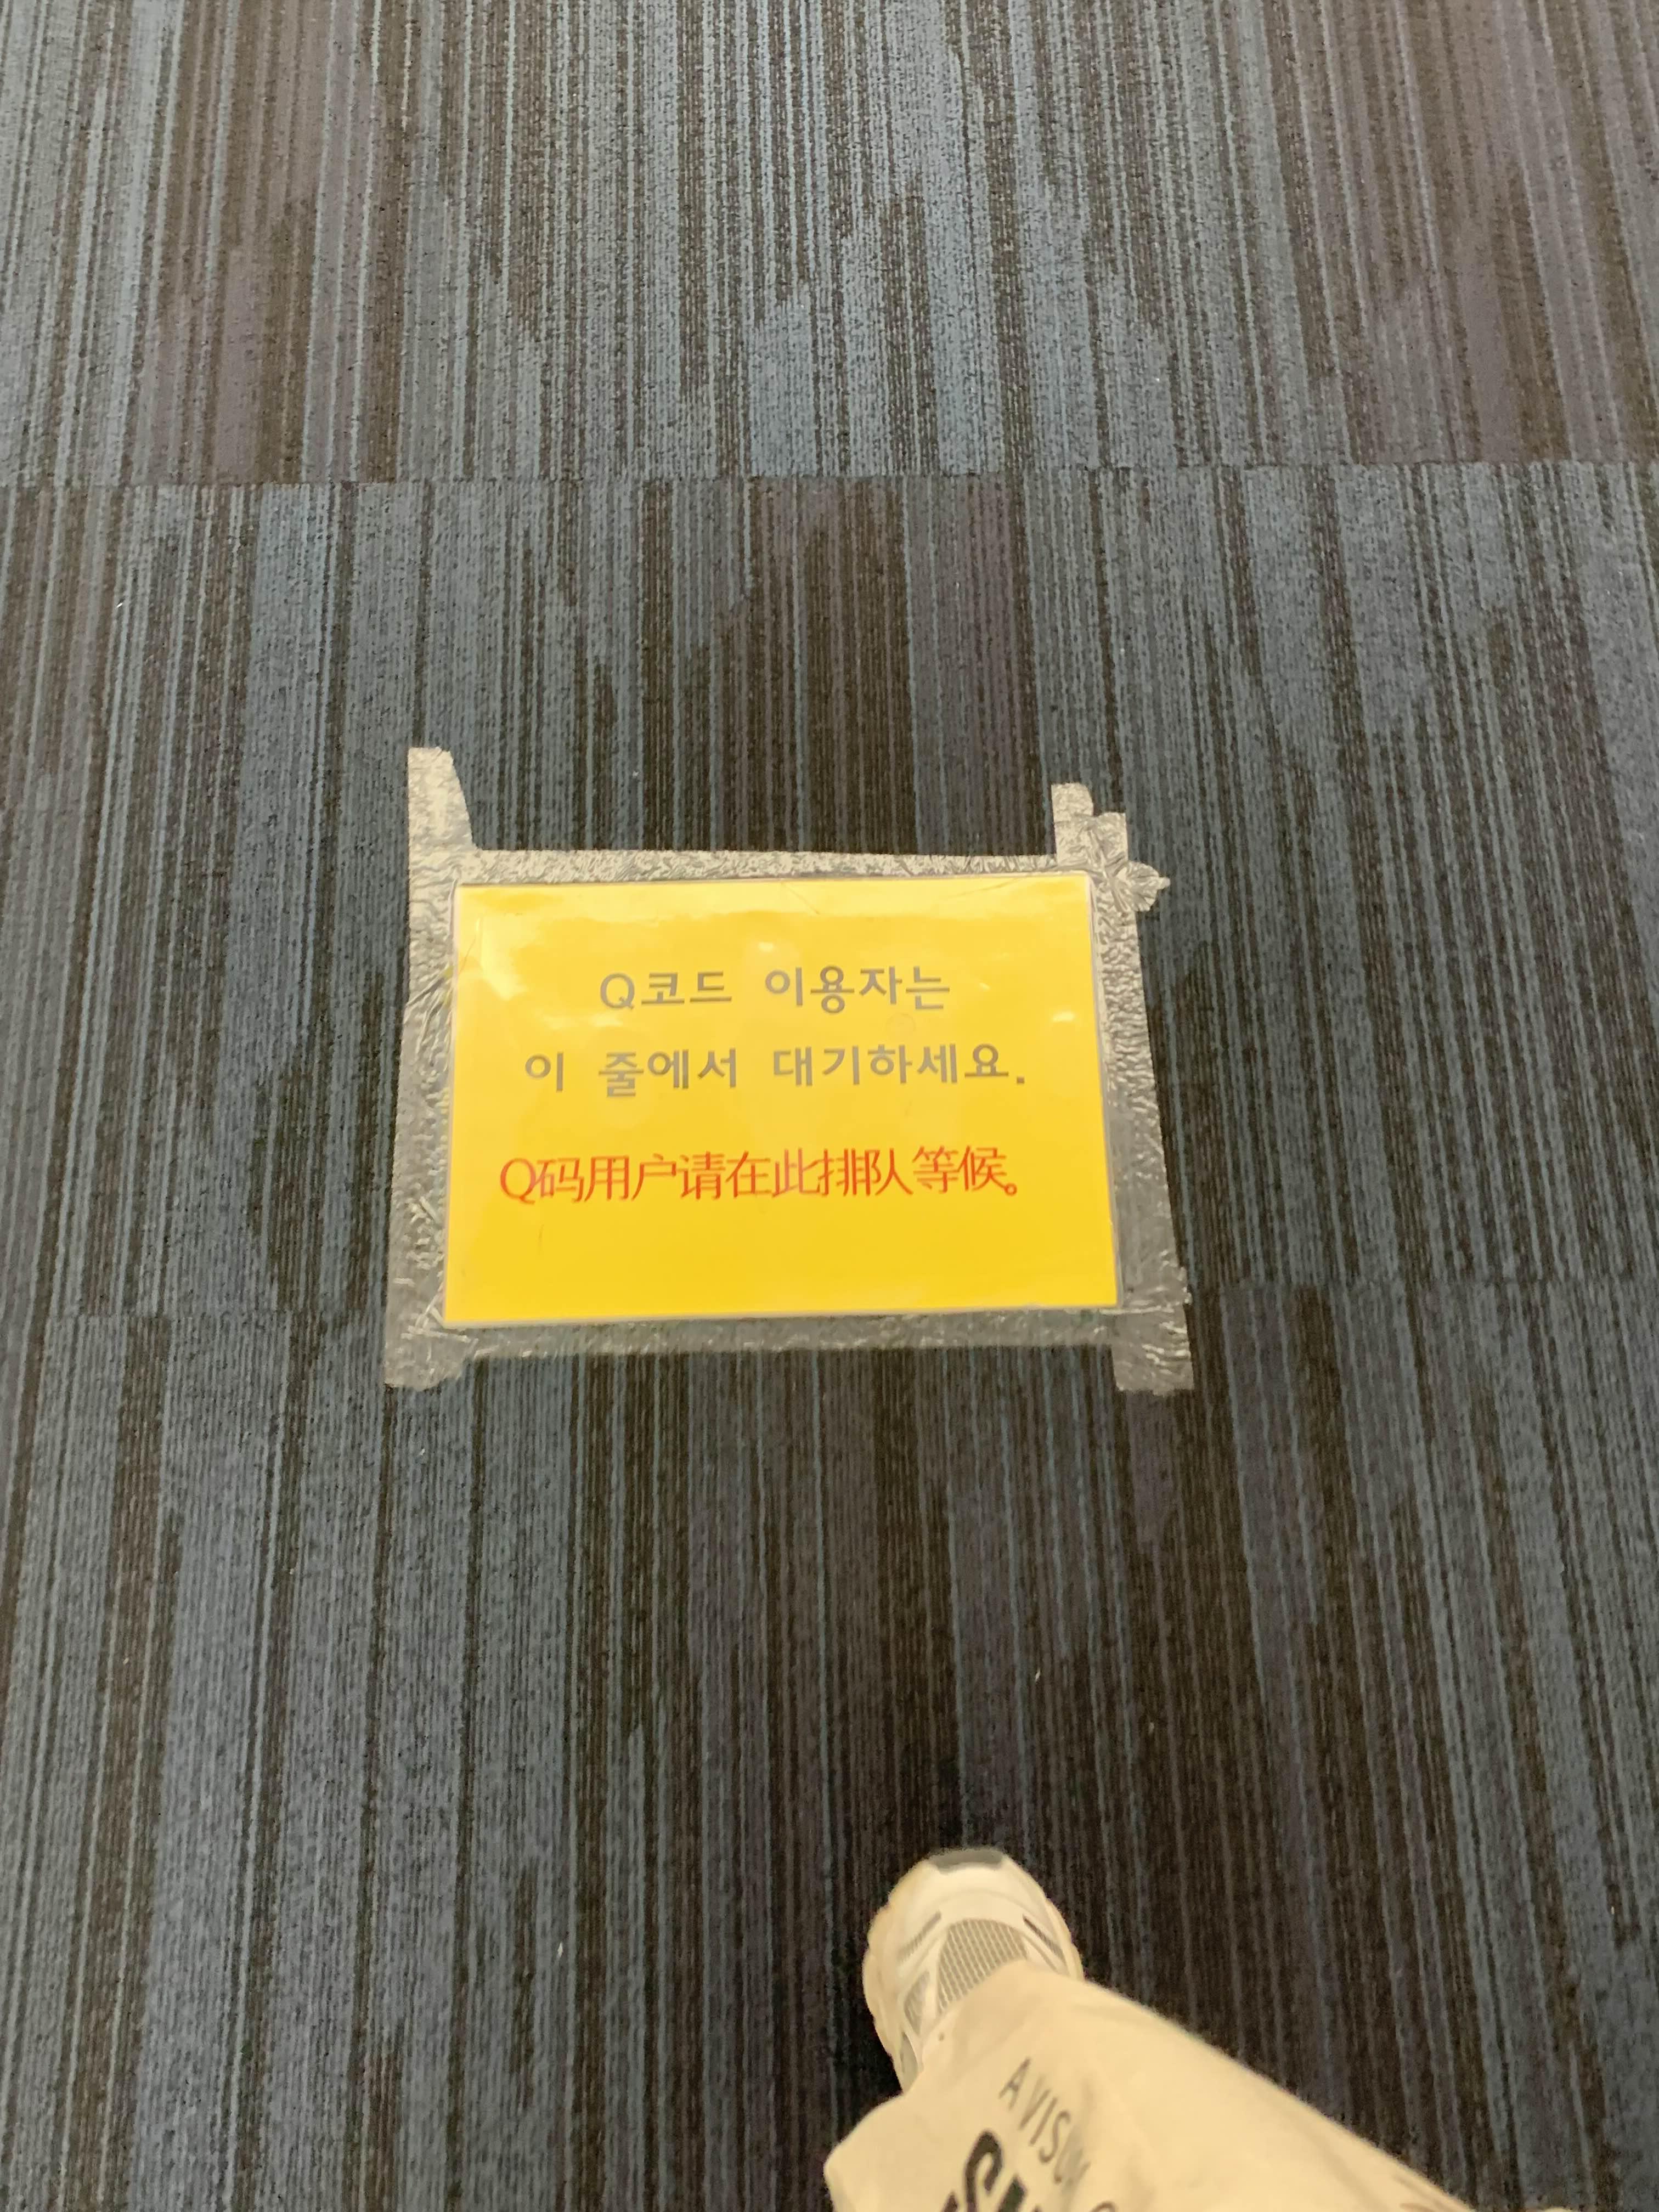 Q코드 이용자는
이 줄에서 대기하세요.
Q码用户请在此排队等候。